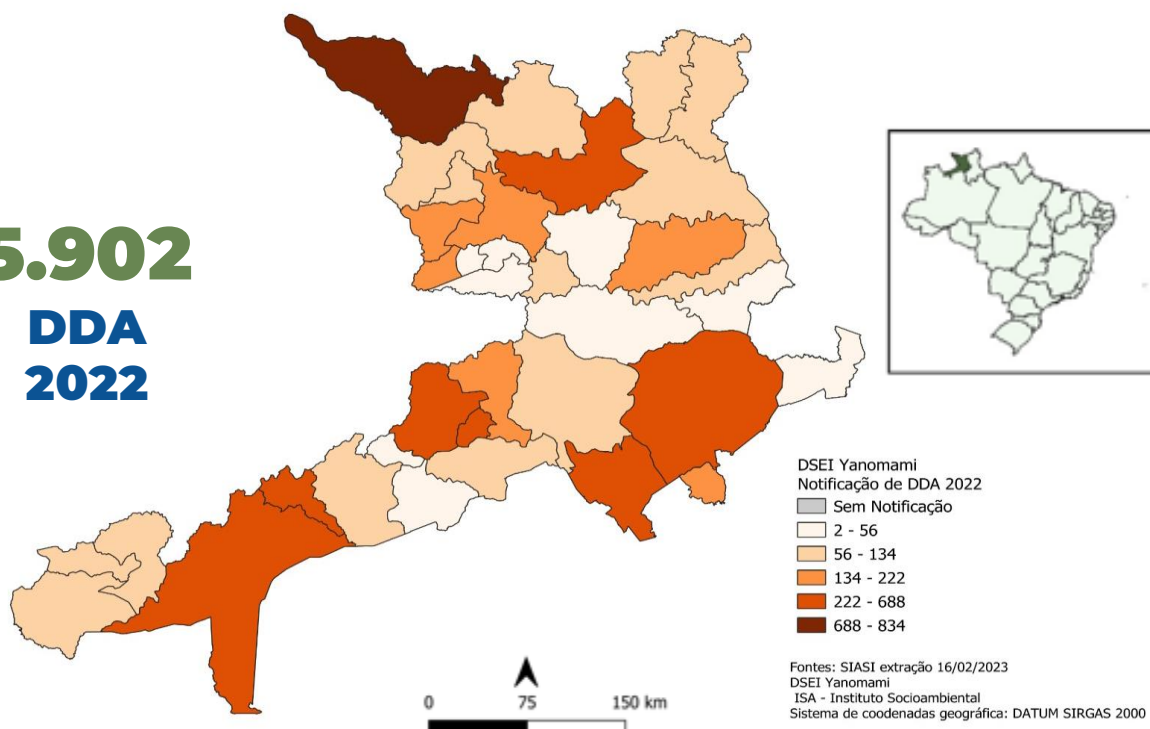 5.902
DDA
2022
DSEI Yanomami
Notificação de DDA 2022
Sem Notificação
2 - 56
56 - 134
134 - 222
222 - 688
688 - 834
Fontes: SIASI extração 16/02/2023
DSEI Yanomami
ISA - Instituto Socioambiental
Sistema de coodenadas geográfica: DATUM SIRGAS 2000
0 75 150 km